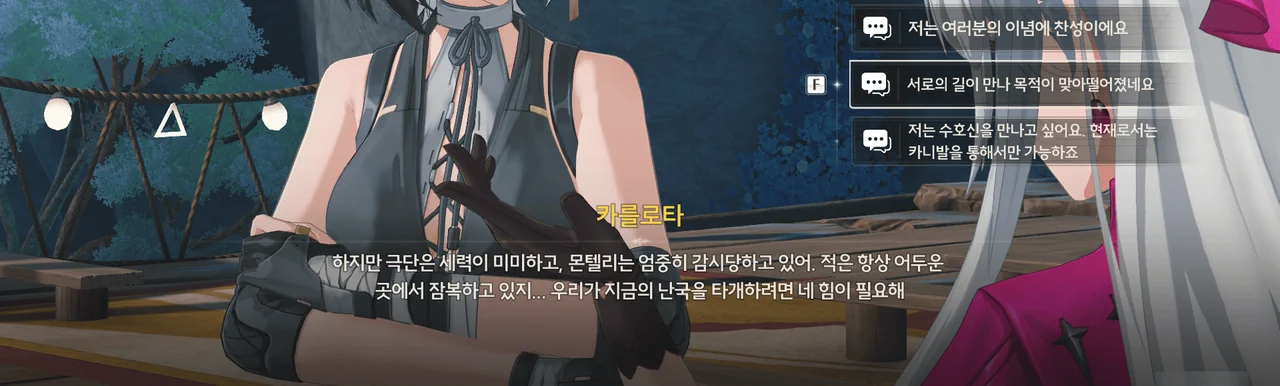 저는 여러분의 이념에 찬성이에요
F
서로의 길이 만나 목적이 맞아떨어졌네요
저는 수호신을 만나고 싶어요. 현재로서는
카니발을 통해서만 가능하죠
카를로타
하지만 극단은 세력이 미미하고, 몬텔리는 엄중히 감시당하고 있어. 적은 항상 어두운
곳에서 잠복하고 있지... 우리가 지금의 난국을 타개하려면 네 힘이 필요해